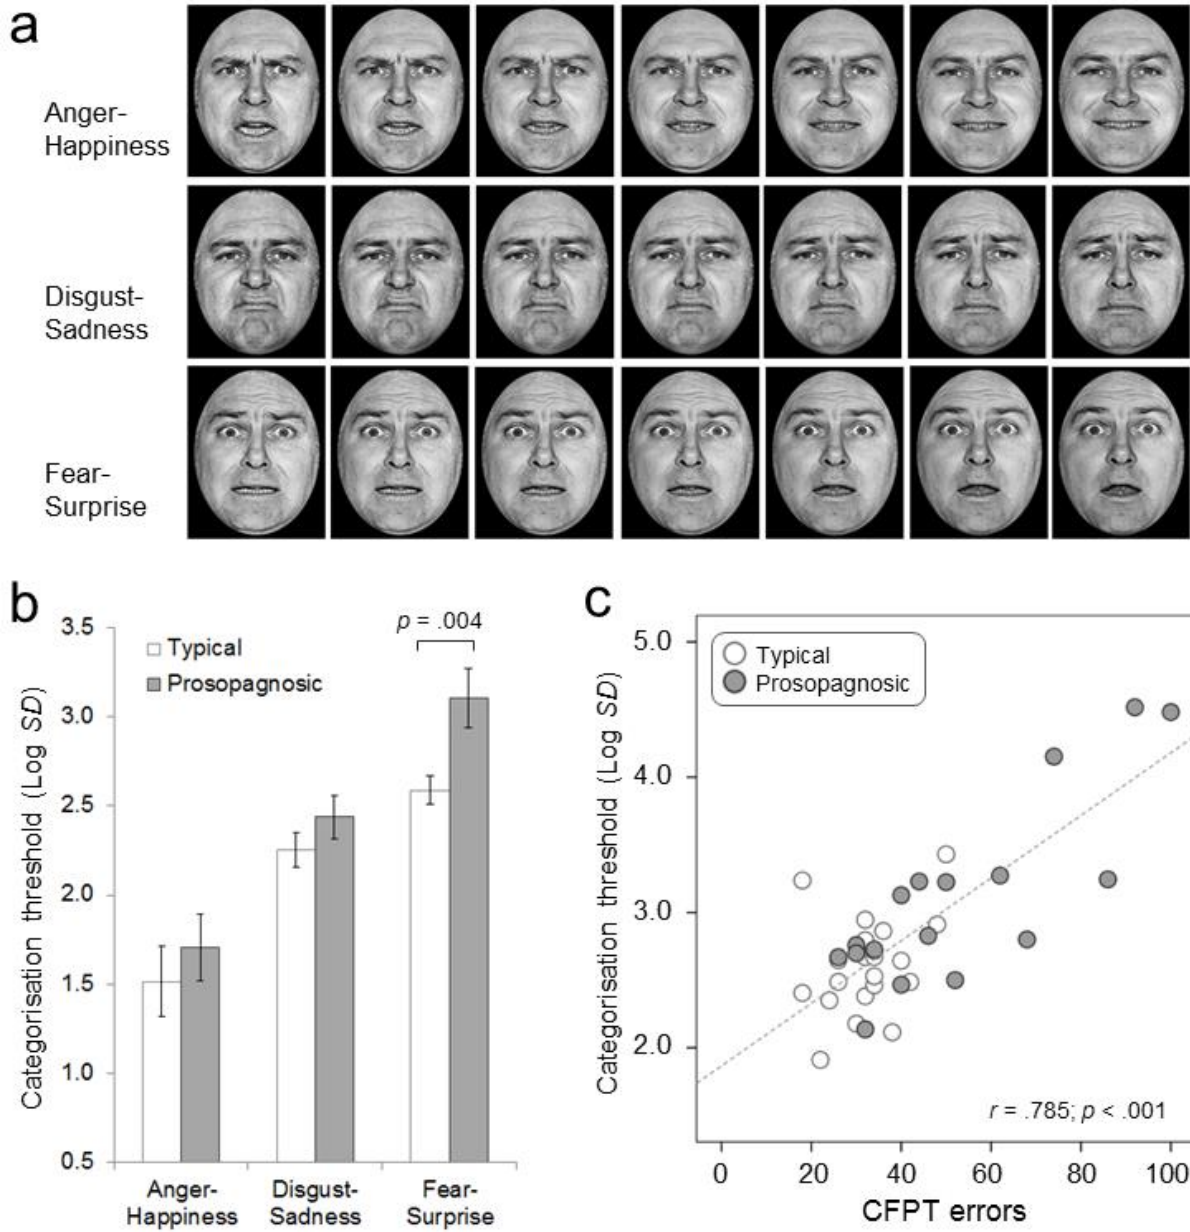 a
Anger-
Happiness
Disgust-
Sadness
Fear-
Surprise
b
Categorisation threshold (Log SD)
3.5
3.0
2.5
2.0
1.5
1.0
0.5
Typical
Prosopagnosic
p = .004
Anger-
Happiness
Disgust-
Sadness
Fear-
Surprise
c
Categorisation threshold (Log SD)
5.0
4.0
3.0
2.0
Typical
Prosopagnosic
r = .785; p < .001
0 20 40 60 80 100
CFPT errors